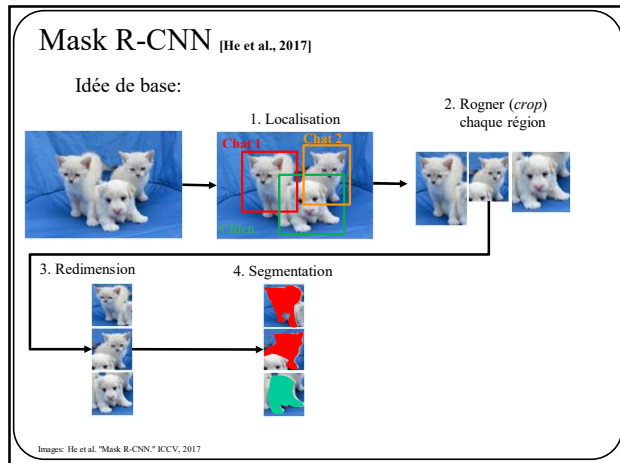 Mask R-CNN [He et al., 2017]
Idée de base:
1. Localisation
2. Rogner (crop)
chaque région
Chat 1
Chat 2
Chien
3. Redimension
4. Segmentation
Images: He et al. "Mask R-CNN." ICCV, 2017